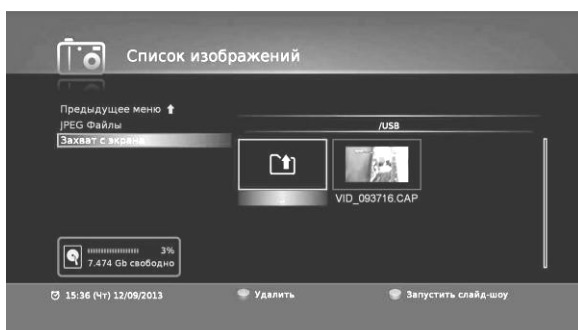 Список изображений
Предыдущее меню
JPEG Файлы
Захват с экрана
/USB
VID_093716.CAP
3%
7.474 Gb свободно
15:36 (Чт) 12/09/2013
Удалить
Запустить слайд-шоу